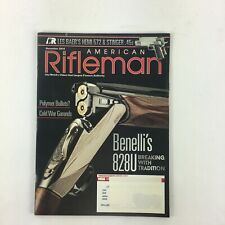 LES BAER'S HEMI 572 & STINGER .45s
AMERICAN
Rifleman
Polymer Bullets?
Cold War Garands
Benelli's
828U
BREAKING
WITH
TRADITION